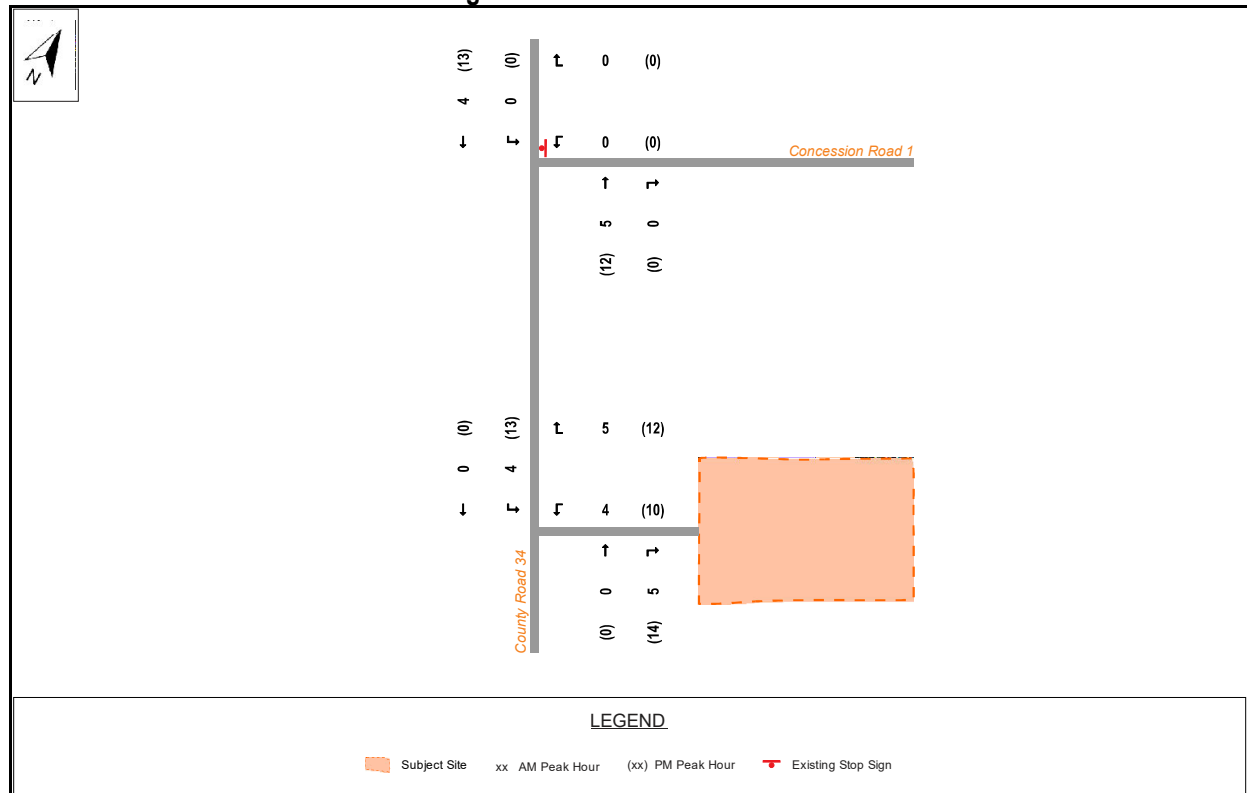 N
(13) (0) 0 (0)
4 0
0 (0)
Concession Road 1
5 0
(12) (0)
(0) (13) 5 (12)
0 4
4 (10)
County Road 34
0 5
(0) (14)
LEGEND
Subject Site xx AM Peak Hour (xx) PM Peak Hour Existing Stop Sign